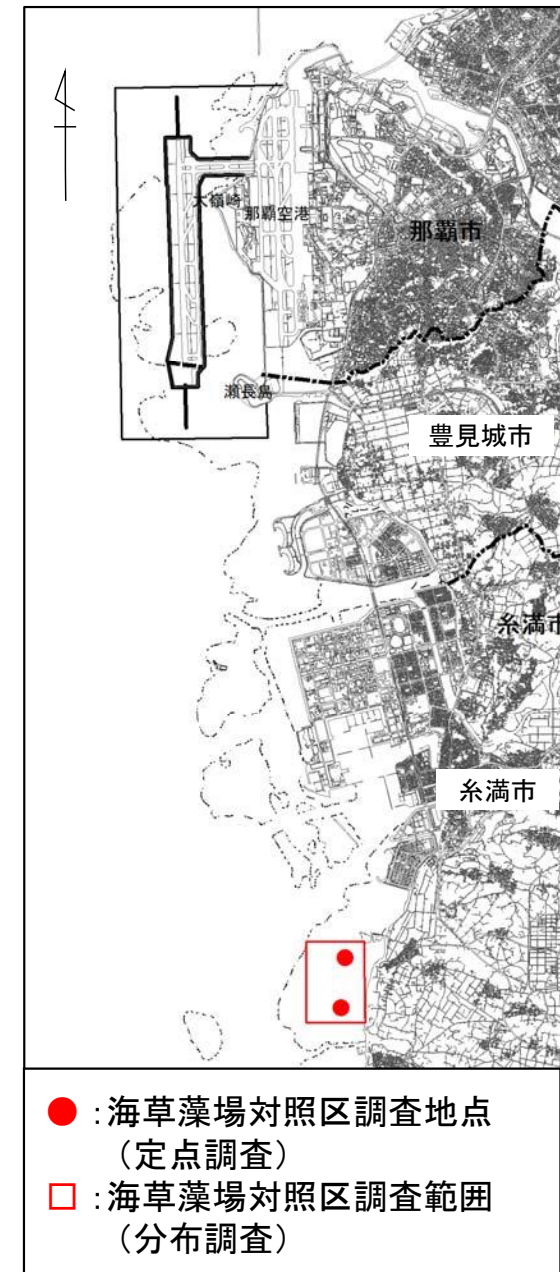 大嶺崎
那覇空港
那覇市
瀬長島
豊見城市
糸満市
糸満市
：海草藻場対照区調査地点
（定点調査）
：海草藻場対照区調査範囲
（分布調査）